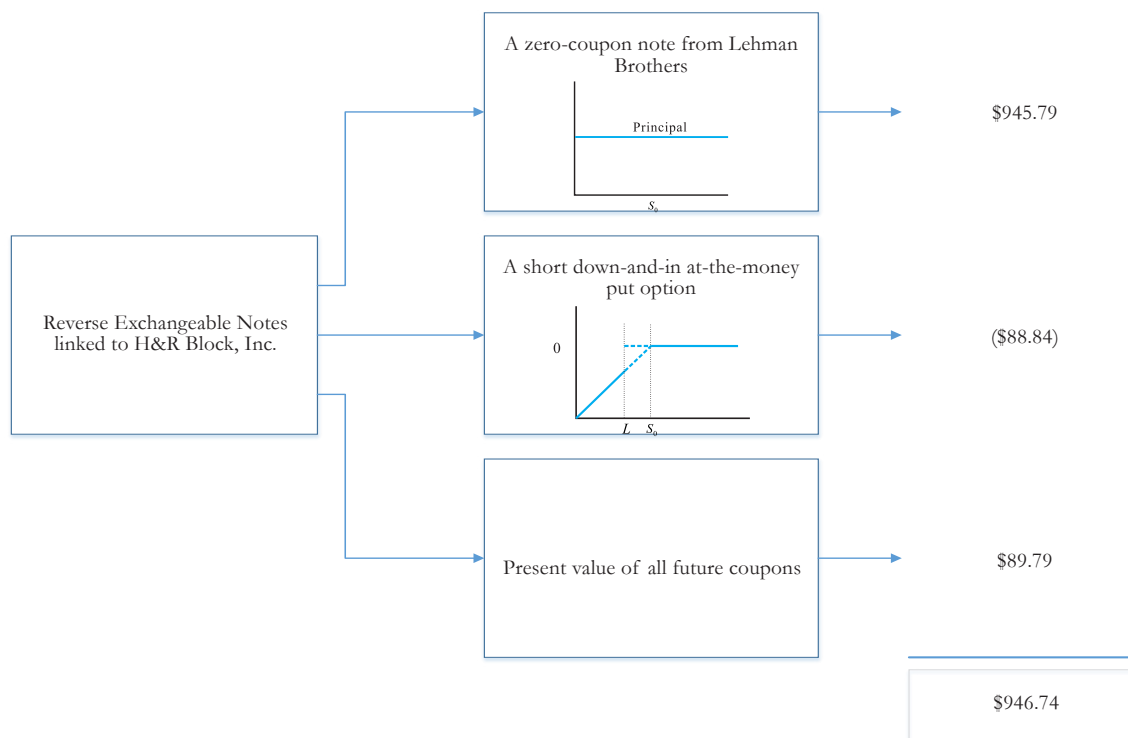 A zero-coupon note from Lehman
Brothers
Principal
S₀
$945.79
Reverse Exchangeable Notes
linked to H&R Block, Inc.
A short down-and-in at-the-money
put option
0
L S₀
($88.84)
Present value of all future coupons
$89.79
$946.74